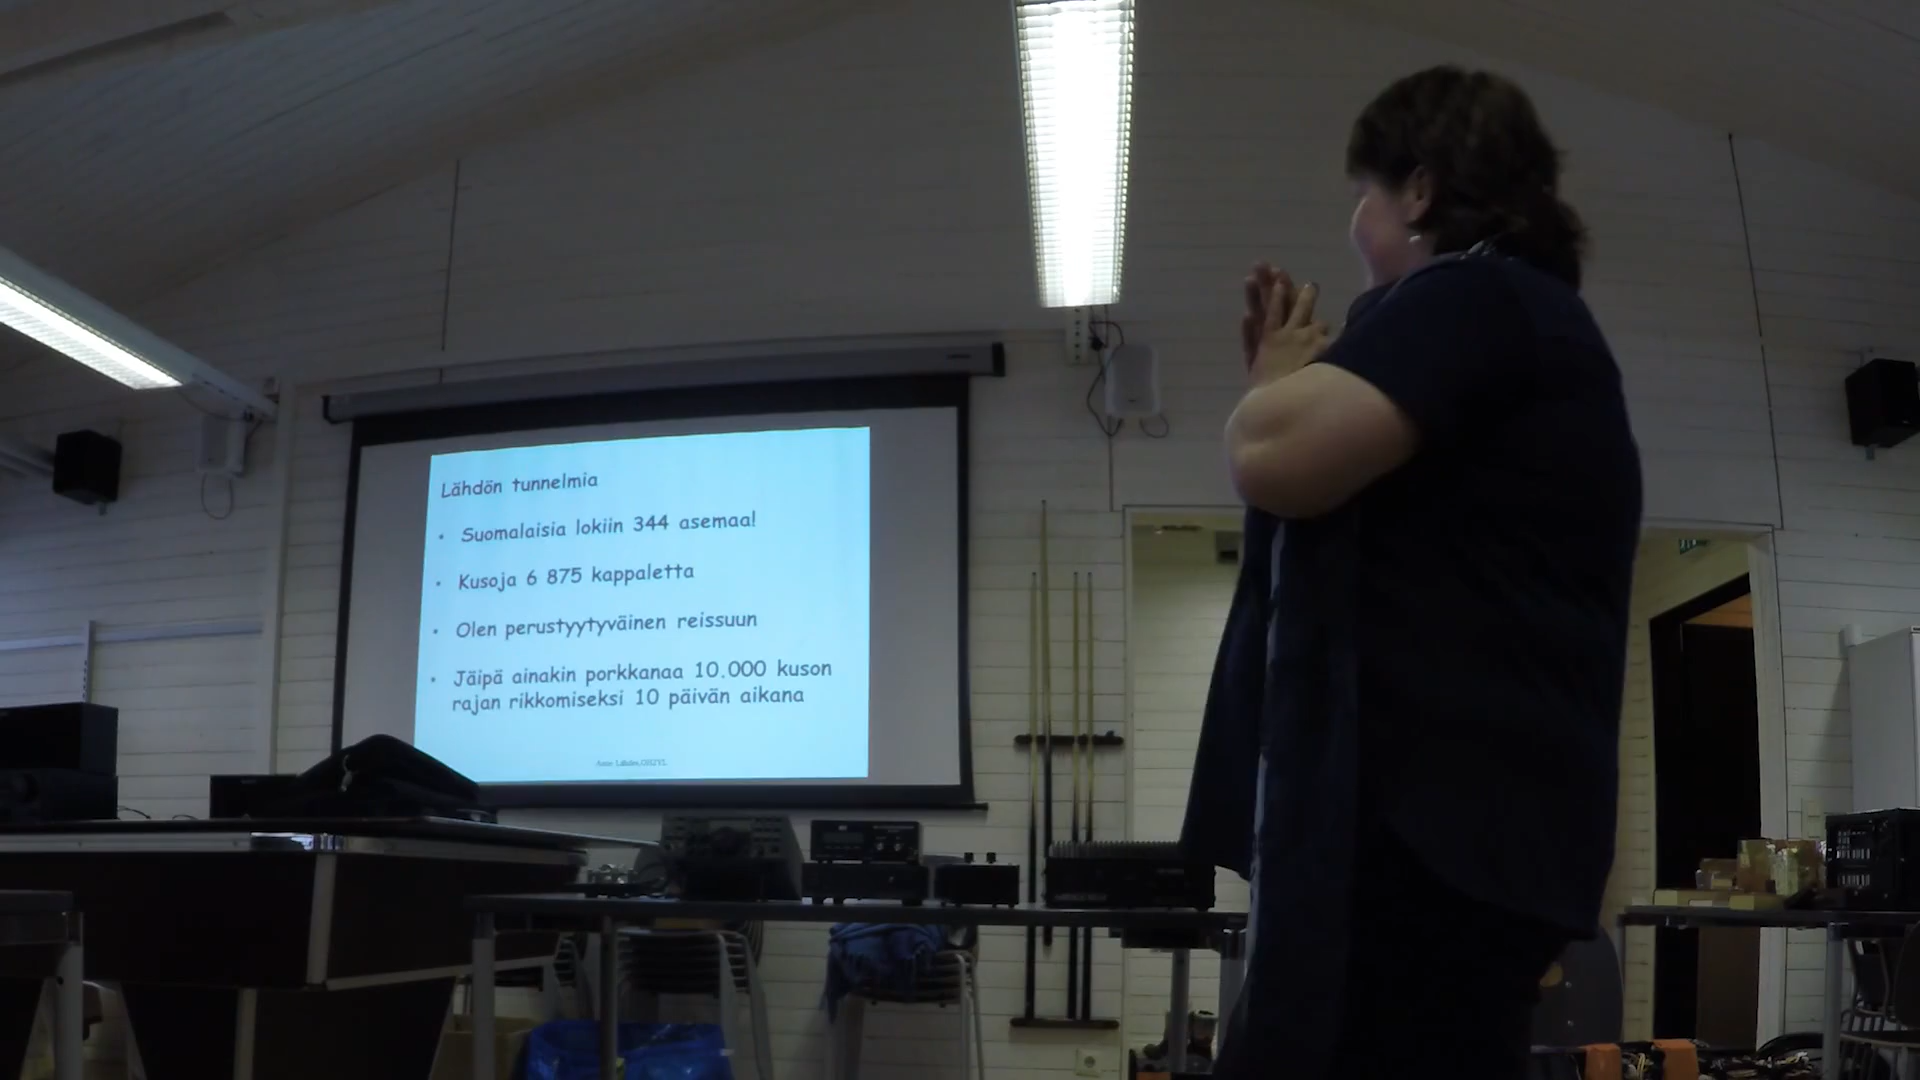 Lähdön tunnelmia
• Suomalaisia lokiin 344 asemaa!
• Kusoja 6 875 kappaletta
• Olen perustyytyväinen reissuun
• Jäipä ainakin porkkanaa 10.000 kuson
rajan rikkomiseksi 10 päivän aikana